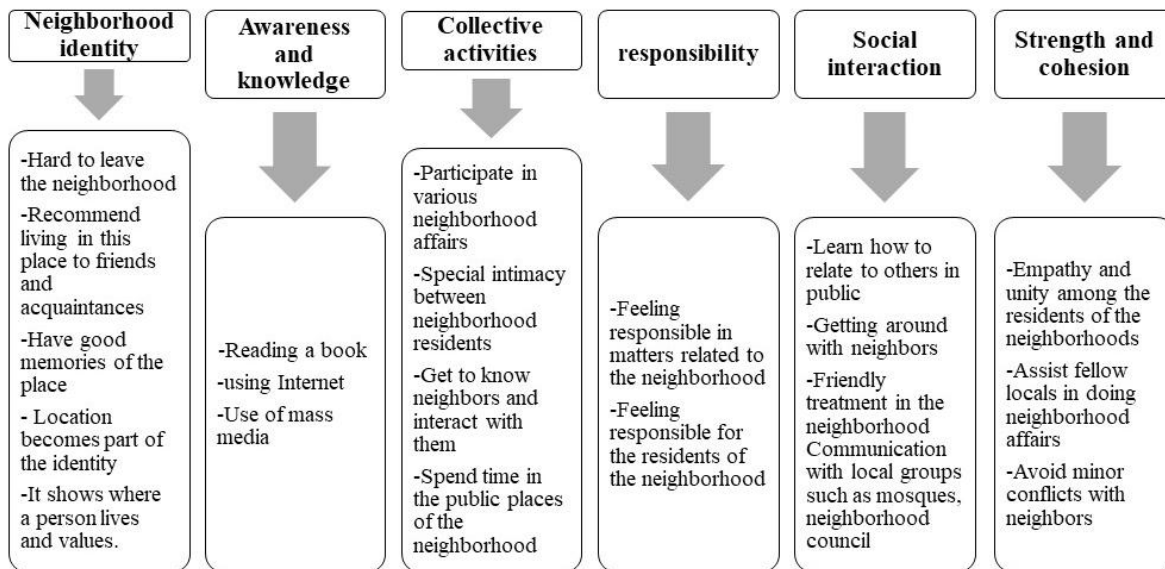 Neighborhood
identity
-Hard to leave
the neighborhood
-Recommend
living in this
place to friends
and
acquaintances
-Have good
memories of the
place
- Location
becomes part of
the identity
-It shows where
a person lives
and values.
Awareness
and
knowledge
-Reading a book
-using Internet
-Use of mass
media
Collective
activities
-Participate in
various
neighborhood
affairs
-Special intimacy
between
neighborhood
residents
-Get to know
neighbors and
interact with
them
-Spend time in
the public places
of the
neighborhood
responsibility
-Feeling
responsible in
matters related to
the neighborhood
-Feeling
responsible for
the residents of
the neighborhood
Social
interaction
-Learn how to
relate to others in
public
-Getting around
with neighbors
-Friendly
treatment in the
neighborhood
Communication
with local groups
such as mosques,
neighborhood
council
Strength and
cohesion
-Empathy and
unity among the
residents of the
neighborhoods
-Assist fellow
locals in doing
neighborhood
affairs
-Avoid minor
conflicts with
neighbors